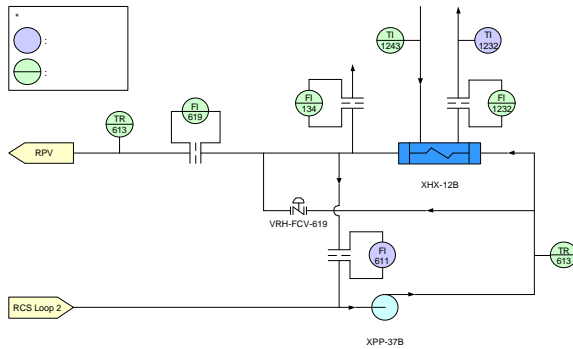 *
:
:
TI
1243
TI
1232
FI
134
FI
1232
FI
619
TR
613
RPV
XHX-12B
VRH-FCV-619
FI
611
TR
613
RCS Loop 2
XPP-37B